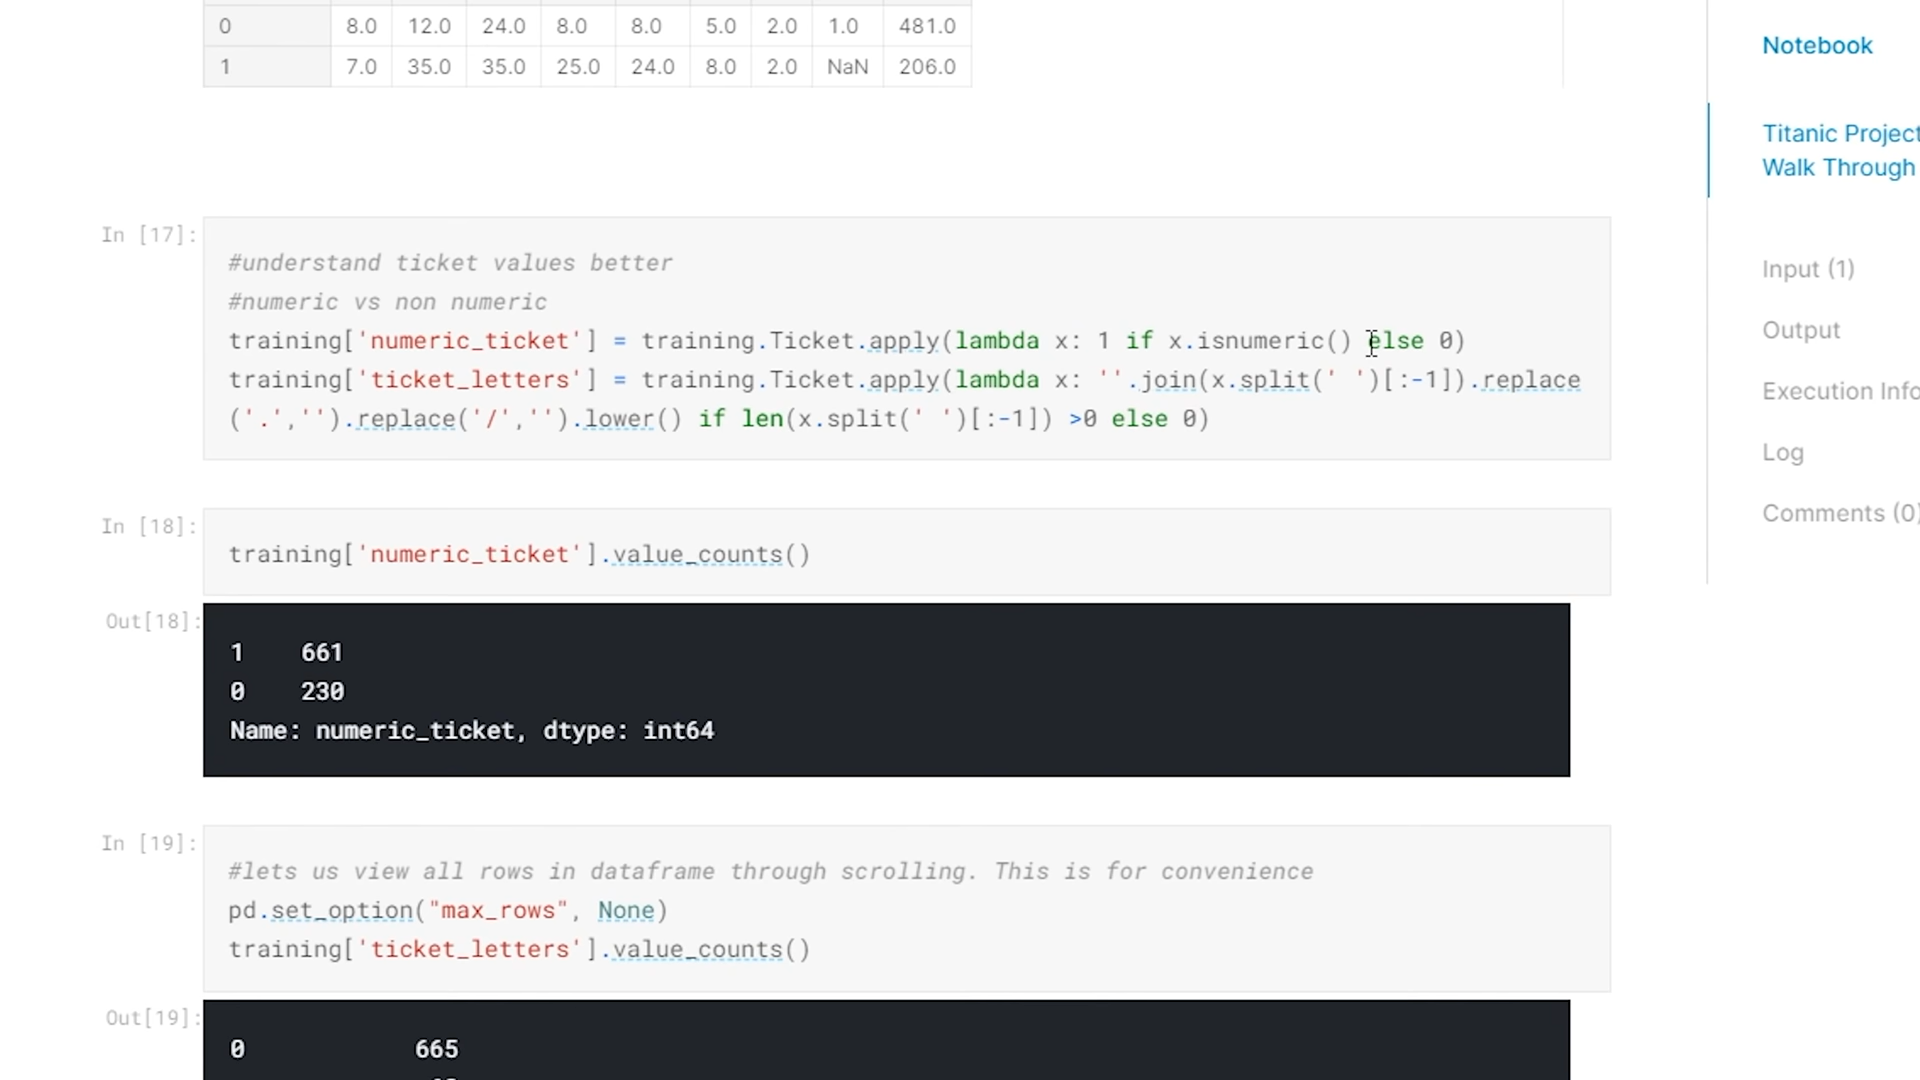 0 8.0 12.0 24.0 8.0 8.0 5.0 2.0 1.0 481.0
1 7.0 35.0 35.0 25.0 24.0 8.0 2.0 NaN 206.0
Notebook
Titanic Project
Walk Through
Input (1)
Output
Execution Info
Log
Comments (0)
In [17]:
#understand ticket values better
#numeric vs non numeric
training['numeric_ticket'] = training.Ticket.apply(lambda x: 1 if x.isnumeric() else 0)
training['ticket_letters'] = training.Ticket.apply(lambda x: ''.join(x.split(' ')[:-1]).replace
('.','').replace('/','').lower() if len(x.split(' ')[:-1]) >0 else 0)
In [18]:
training['numeric_ticket'].value_counts()
Out[18]:
1 661
0 230
Name: numeric_ticket, dtype: int64
In [19]:
#lets us view all rows in dataframe through scrolling. This is for convenience
pd.set_option("max_rows", None)
training['ticket_letters'].value_counts()
Out[19]:
0 665